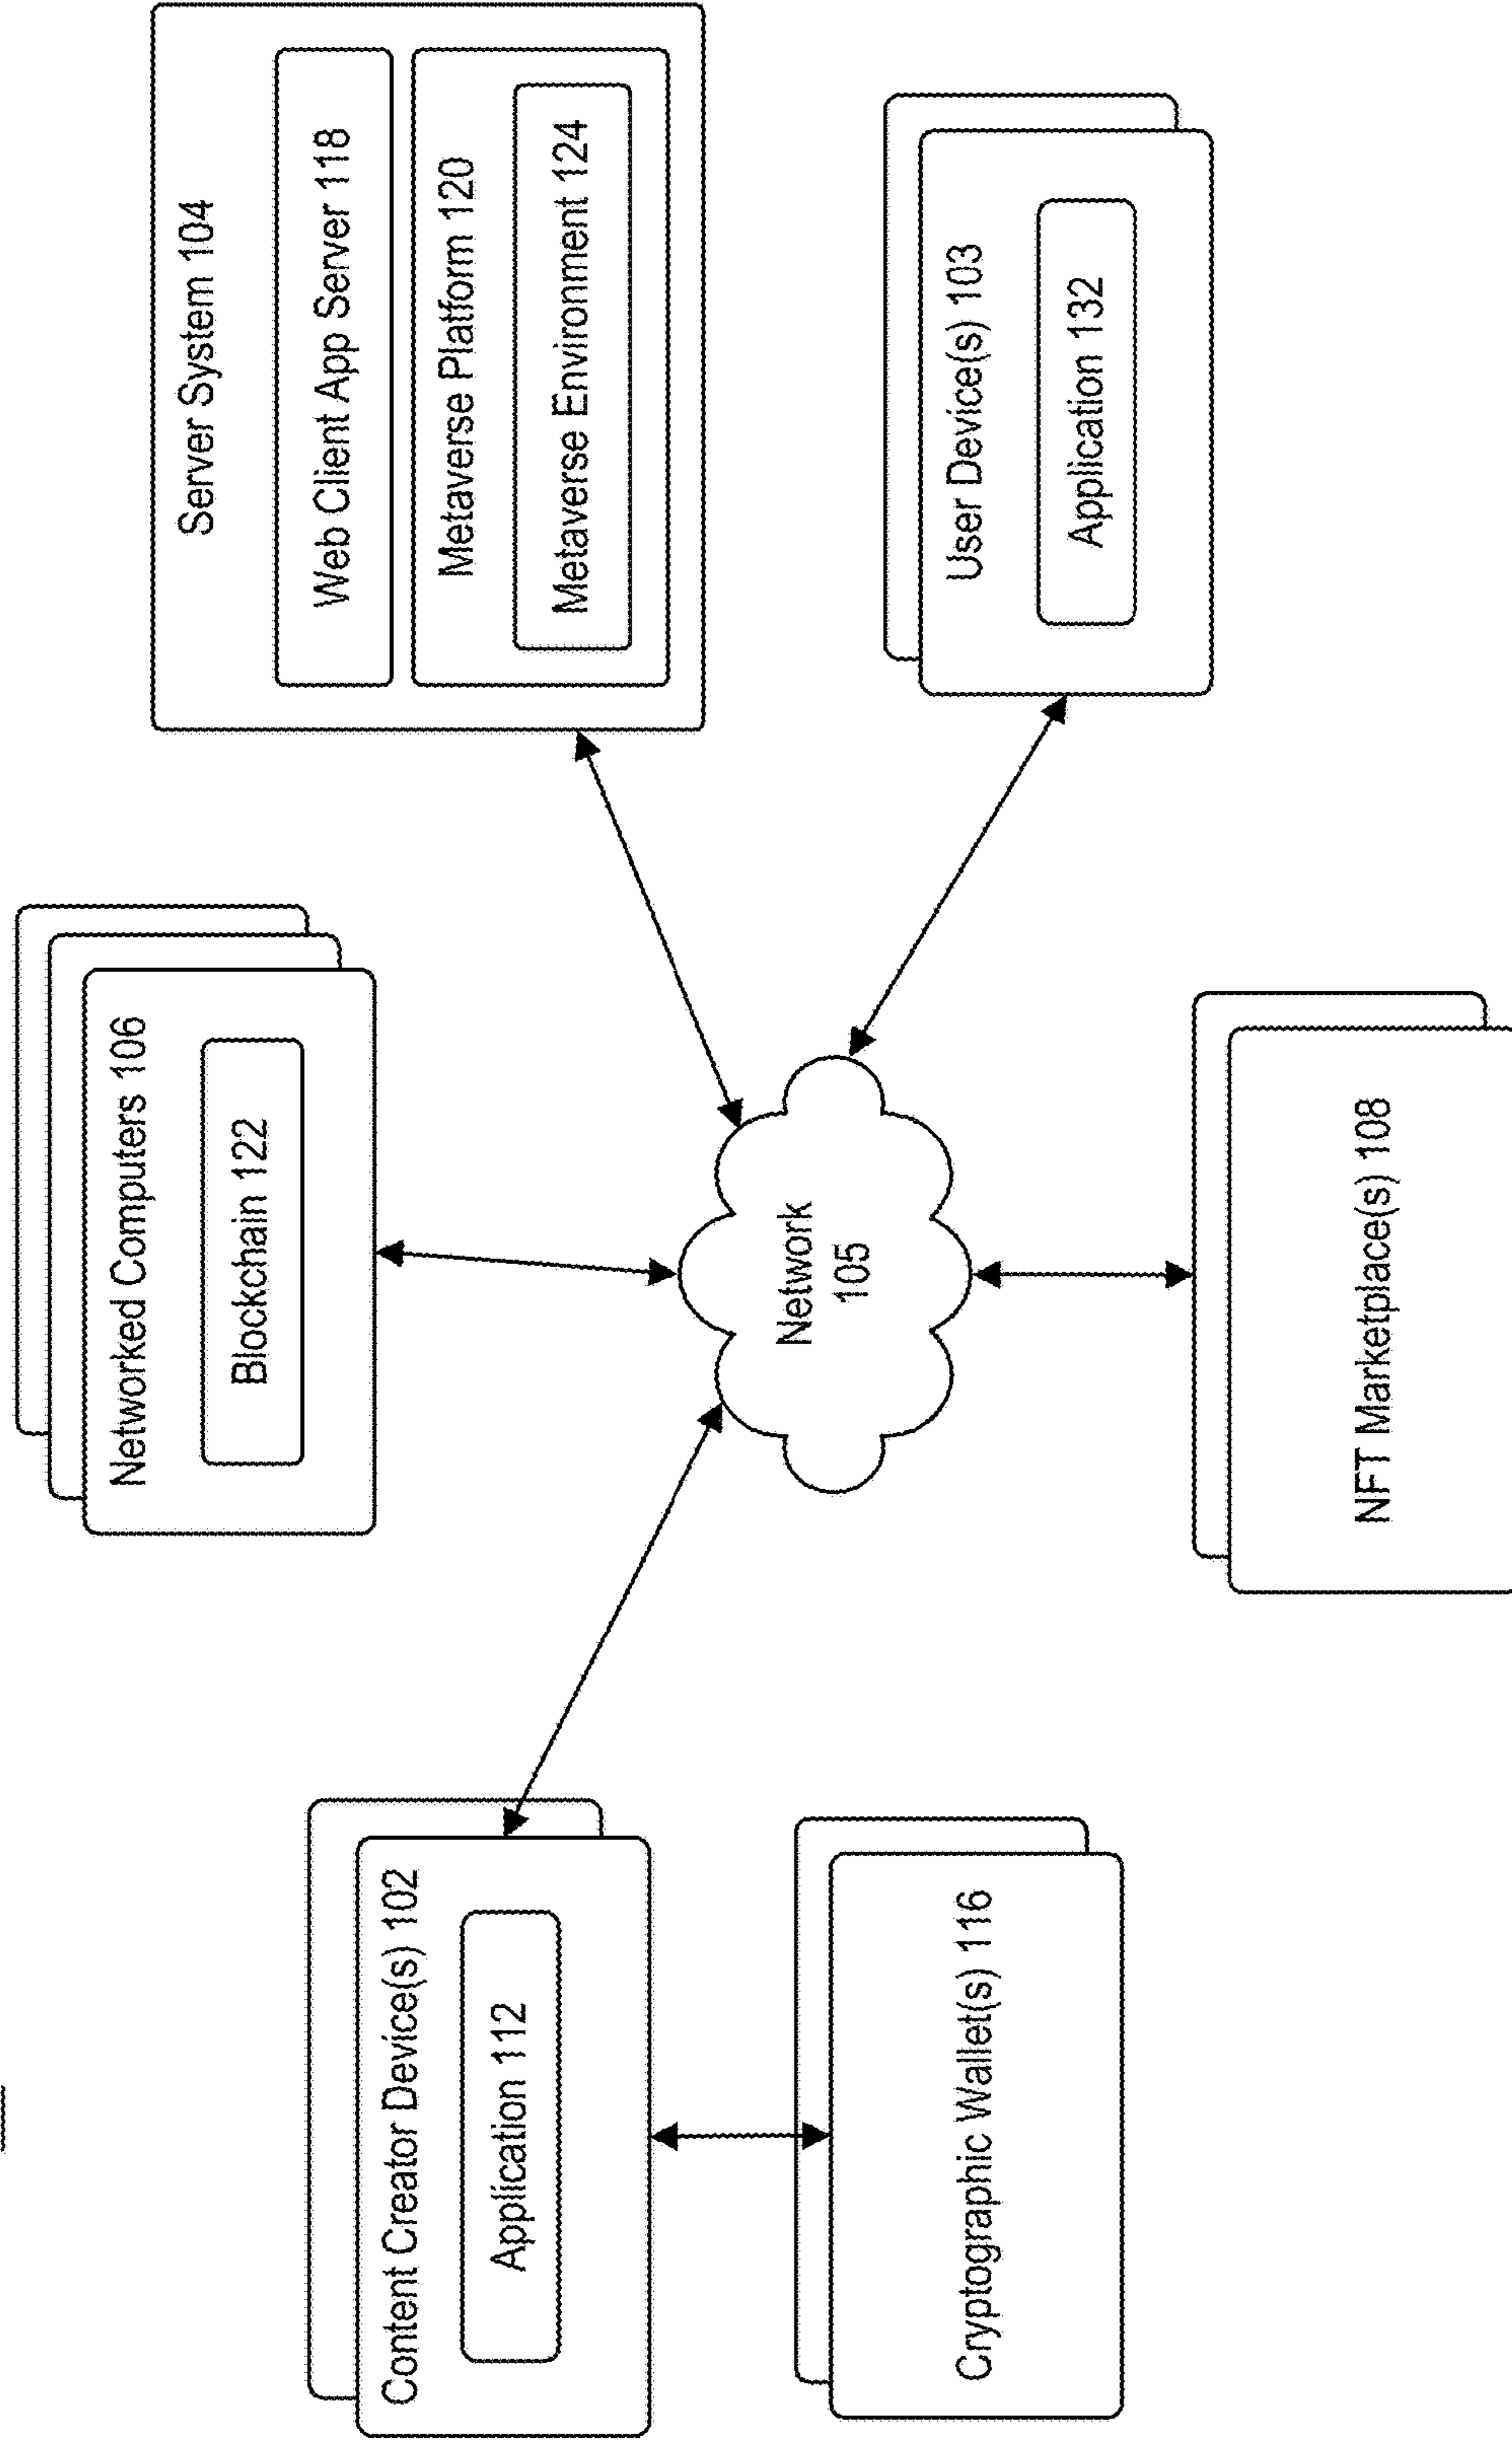 Networked Computers 106
Blockchain 122
Server System 104
Web Client App Server 118
Metaverse Platform 120
Metaverse Environment 124
Content Creator Device(s) 102
Application 112
Network
105
User Device(s) 103
Application 132
Cryptographic Wallet(s) 116
NFT Marketplace(s) 108